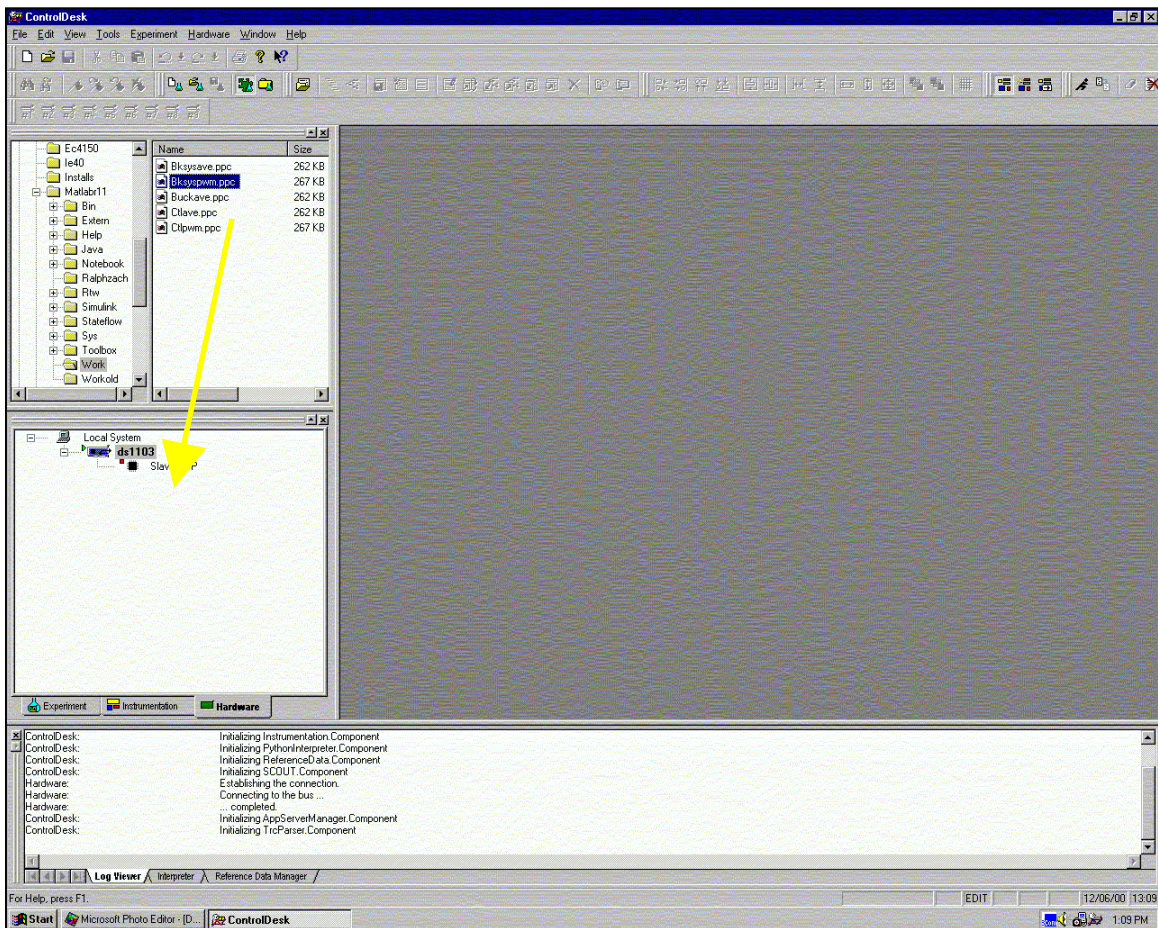 ControlDesk
File Edit View Tools Experiment Hardware Window Help
Ec4150
Ie40
Installs
Matlabr11
Bin
Extern
Help
Java
Notebook
Ralphzach
Rtw
Simulink
Stateflow
Sys
Toolbox
Work
Workold
Name Size
Bksysave.ppc 262 KB
Bksyspwm.ppc 267 KB
Buckave.ppc 262 KB
Ctlave.ppc 262 KB
Ctlpwm.ppc 267 KB
Local System
ds1103
Slav P
Experiment Instrumentation Hardware
ControlDesk: Initializing Instrumentation.Component
ControlDesk: Initializing PythonInterpreter.Component
ControlDesk: Initializing ReferenceData.Component
ControlDesk: Initializing SCOUT.Component
Hardware: Establishing the connection.
Hardware: Connecting to the bus ...
Hardware: ... completed.
ControlDesk: Initializing AppServerManager.Component
ControlDesk: Initializing TrcParser.Component
Log Viewer Interpreter Reference Data Manager
For Help, press F1. EDIT 12/06/00 13:09
Start Microsoft Photo Editor - [D... ControlDesk 1:09 PM